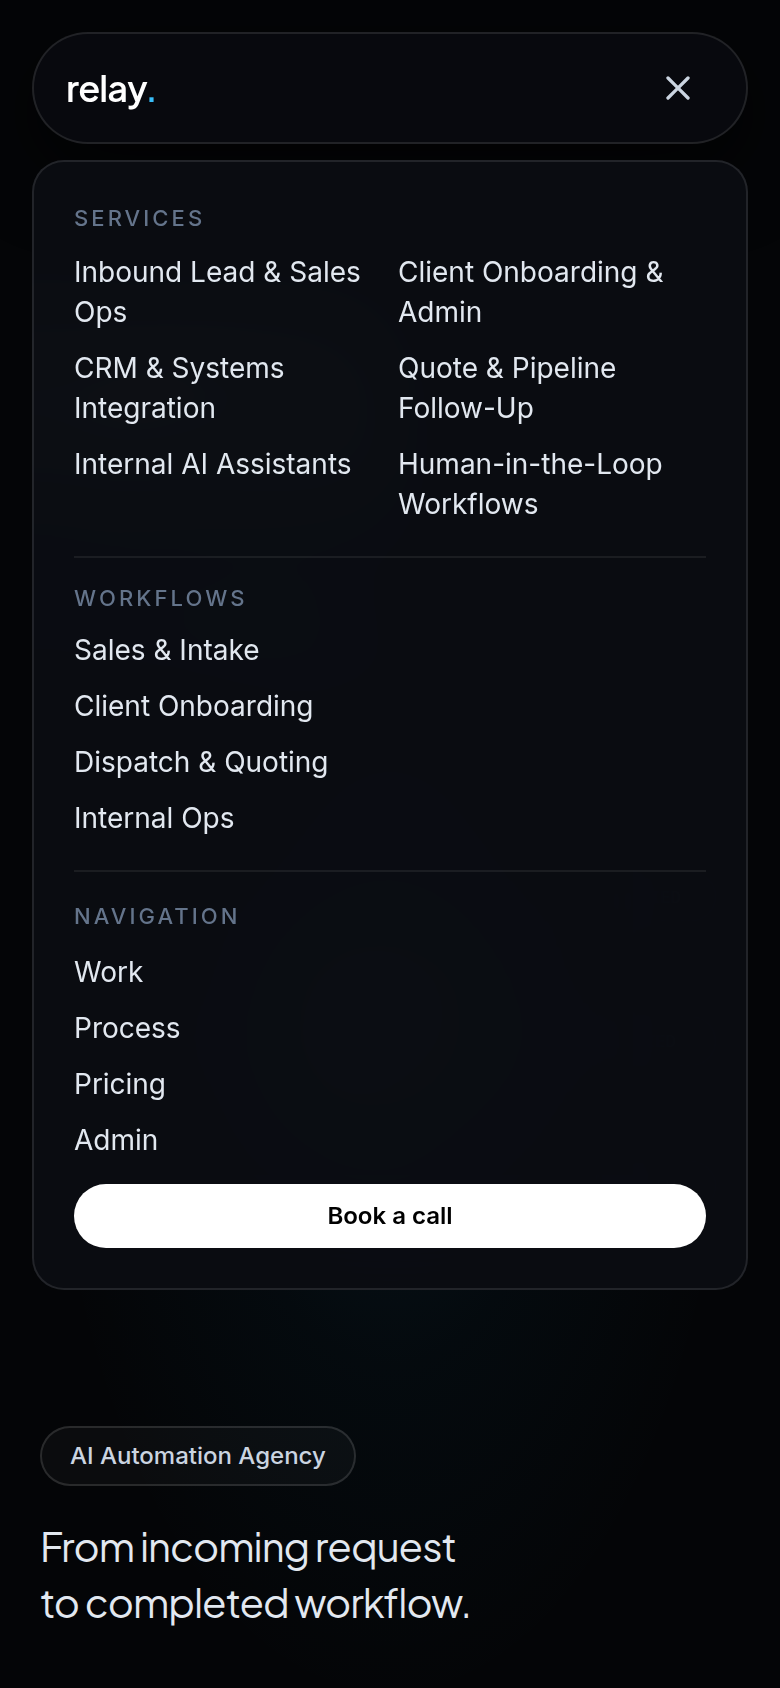 relay.
SERVICES
Inbound Lead & Sales
Ops
Client Onboarding &
Admin
CRM & Systems
Integration
Quote & Pipeline
Follow-Up
Internal AI Assistants
Human-in-the-Loop
Workflows
WORKFLOWS
Sales & Intake
Client Onboarding
Dispatch & Quoting
Internal Ops
NAVIGATION
Work
Process
Pricing
Admin
Book a call
AI Automation Agency
From incoming request
to completed workflow.